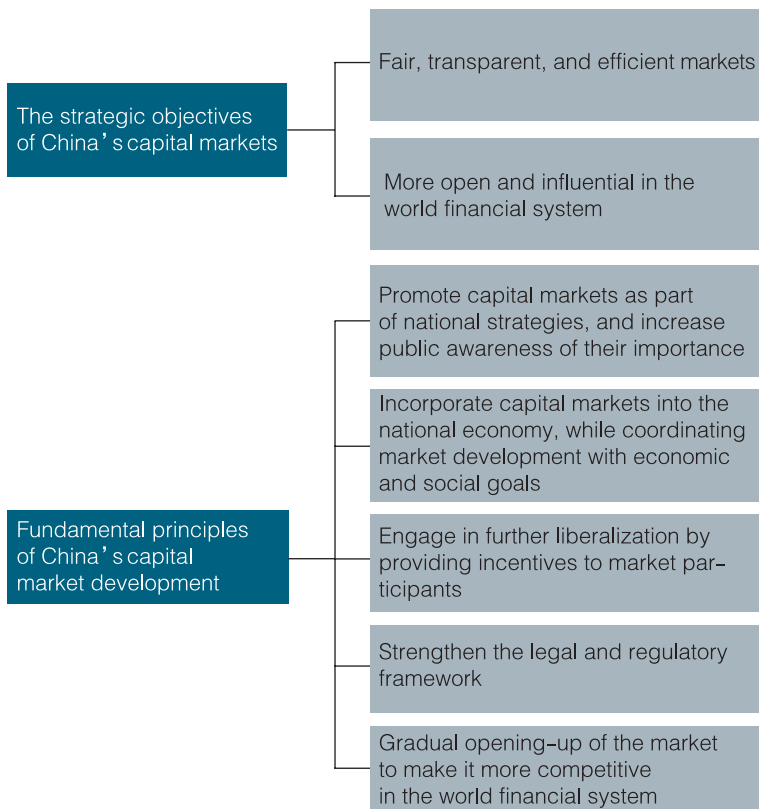 The strategic objectives
of China's capital markets
Fair, transparent, and efficient markets
More open and influential in the
world financial system
Fundamental principles
of China's capital
market development
Promote capital markets as part
of national strategies, and increase
public awareness of their importance
Incorporate capital markets into the
national economy, while coordinating
market development with economic
and social goals
Engage in further liberalization by
providing incentives to market par-
ticipants
Strengthen the legal and regulatory
framework
Gradual opening-up of the market
to make it more competitive
in the world financial system